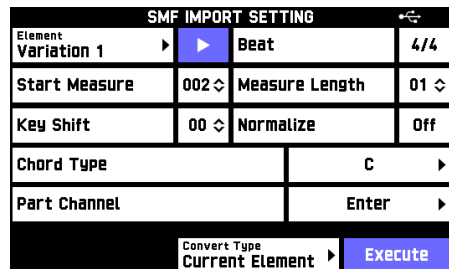 SMF IMPORT SETTING
Element
Variation 1
Beat
4/4
Start Measure
002
Measure Length
01
Key Shift
00
Normalize
Off
Chord Type
C
Part Channel
Enter
Convert Type
Current Element
Execute